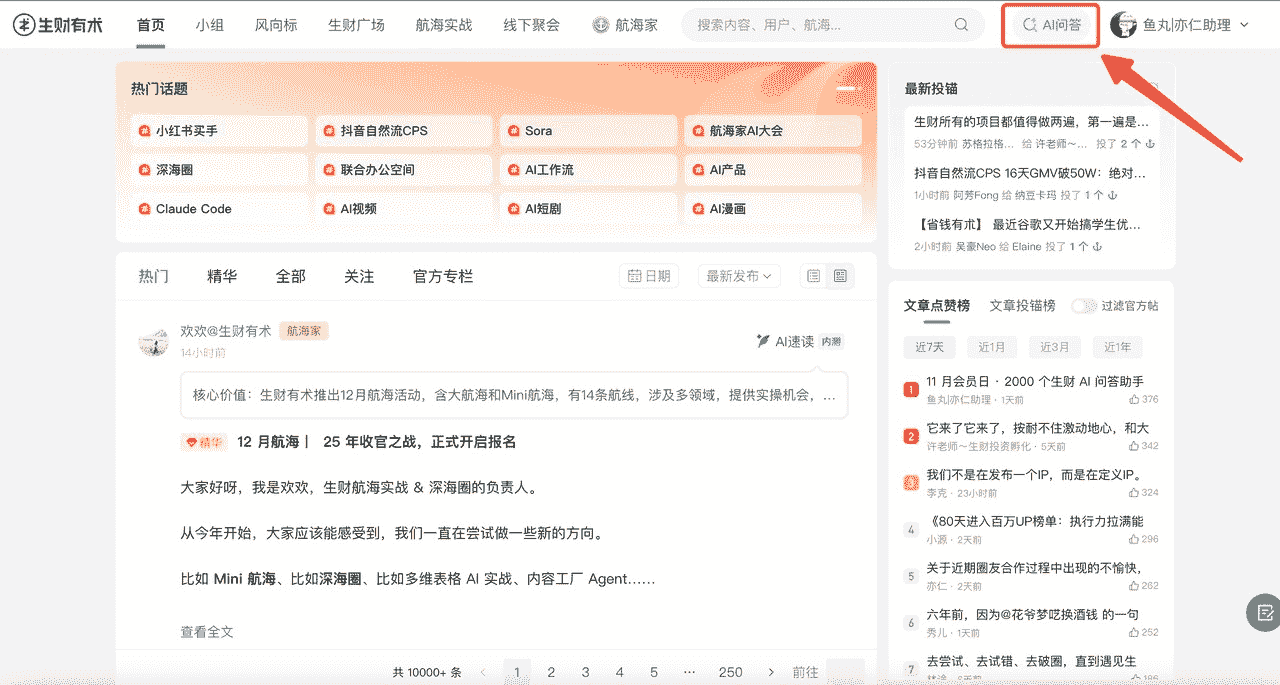 生财有术
首页 小组 风向标 生财广场 航海实战 线下聚会 航海家 搜索内容、用户、航海... AI问答 鱼丸|亦仁助理
热门话题
小红书买手 抖音自然流CPS Sora 航海家AI大会
深海圈 联合办公空间 AI工作流 AI产品
Claude Code AI视频 AI短剧 AI漫画
热门 精华 全部 关注 官方专栏 日期 最新发布
欢欢@生财有术 航海家
14小时前
AI速读 内测
核心价值：生财有术推出12月航海活动，含大航海和Mini航海，有14条航线，涉及多领域，提供实操机会，...
精华 12 月航海丨 25 年收官之战，正式开启报名
大家好呀，我是欢欢，生财航海实战 & 深海圈的负责人。
从今年开始，大家应该能感受到，我们一直在尝试做一些新的方向。
比如 Mini 航海、比如深海圈、比如多维表格 AI 实战、内容工厂 Agent……
查看全文
共 10000+ 条 1 2 3 4 5 ··· 250 前往
最新投锚
生财所有的项目都值得做两遍，第一遍是...
53分钟前 苏格拉格... 给 许老师～... 投了 2 个
抖音自然流CPS 16天GMV破50W：绝对...
1小时前 阿芳Fong 给 纳豆卡玛 投了 1 个
【省钱有术】 最近谷歌又开始搞学生优...
2小时前 吴豪Neo 给 Elaine 投了 1 个
文章点赞榜 文章投锚榜 过滤官方帖
近7天 近1月 近3月 近1年
1 11 月会员日 · 2000 个生财 AI 问答助手
鱼丸|亦仁助理 · 1天前 376
2 它来了它来了，按耐不住激动地心，和大
许老师～生财投资孵化 · 5天前 342
3 我们不是在发布一个IP，而是在定义IP。
李克 · 23小时前 324
4 《80天进入百万UP榜单：执行力拉满能
小源 · 2天前 296
5 关于近期圈友合作过程中出现的不愉快，
亦仁 · 2天前 262
6 六年前，因为@花爷梦呓换酒钱 的一句
秀儿 · 1天前 252
7 去尝试、去试错、去破圈，直到遇见生